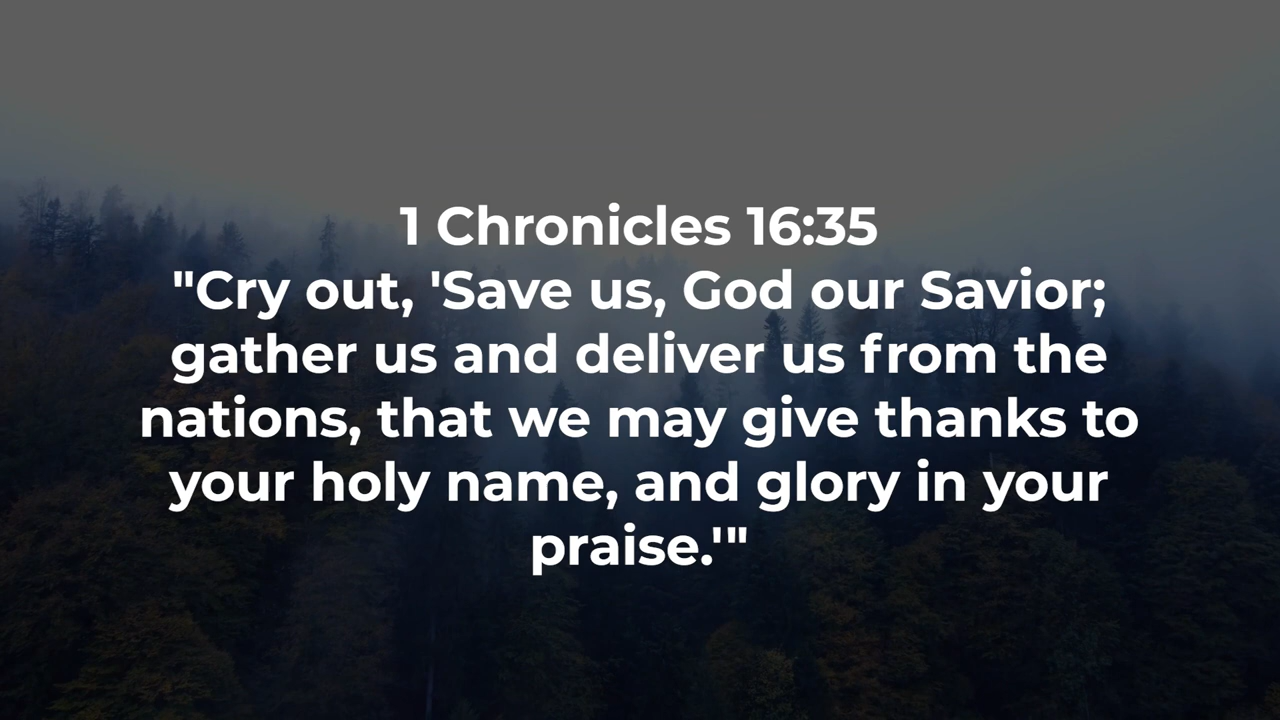 1 Chronicles 16:35
"Cry out, 'Save us, God our Savior;
gather us and deliver us from the
nations, that we may give thanks to
your holy name, and glory in your
praise.'"